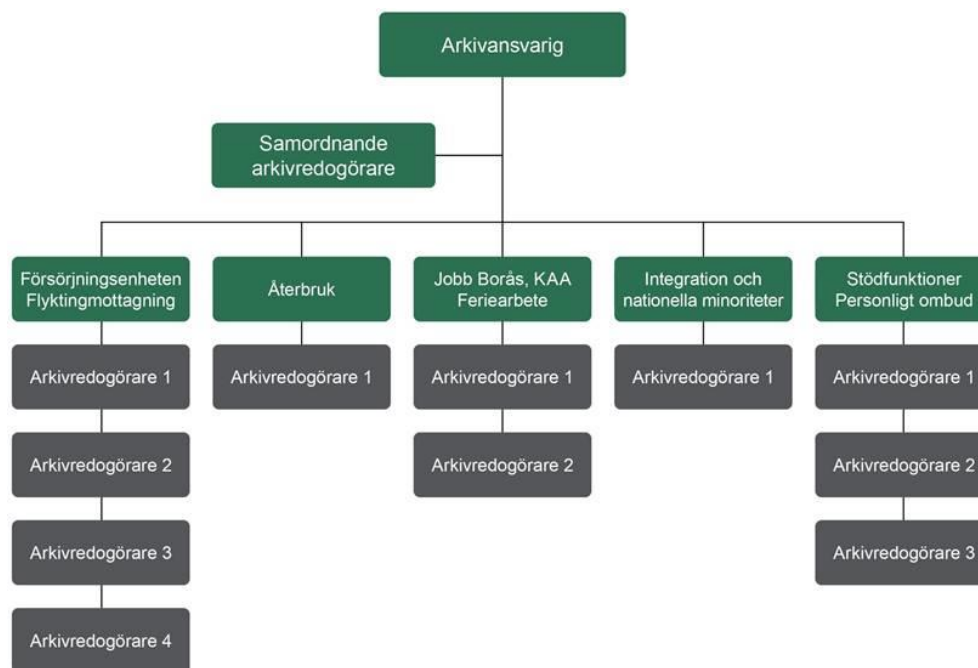 Arkivansvarig
Samordnande
arkivredogörare
Försörjningsenheten
Flyktingmottagning
Återbruk
Jobb Borås, KAA
Feriearbete
Integration och
nationella minoriteter
Stödfunktioner
Personligt ombud
Arkivredogörare 1
Arkivredogörare 1
Arkivredogörare 1
Arkivredogörare 1
Arkivredogörare 1
Arkivredogörare 2
Arkivredogörare 2
Arkivredogörare 2
Arkivredogörare 3
Arkivredogörare 3
Arkivredogörare 4